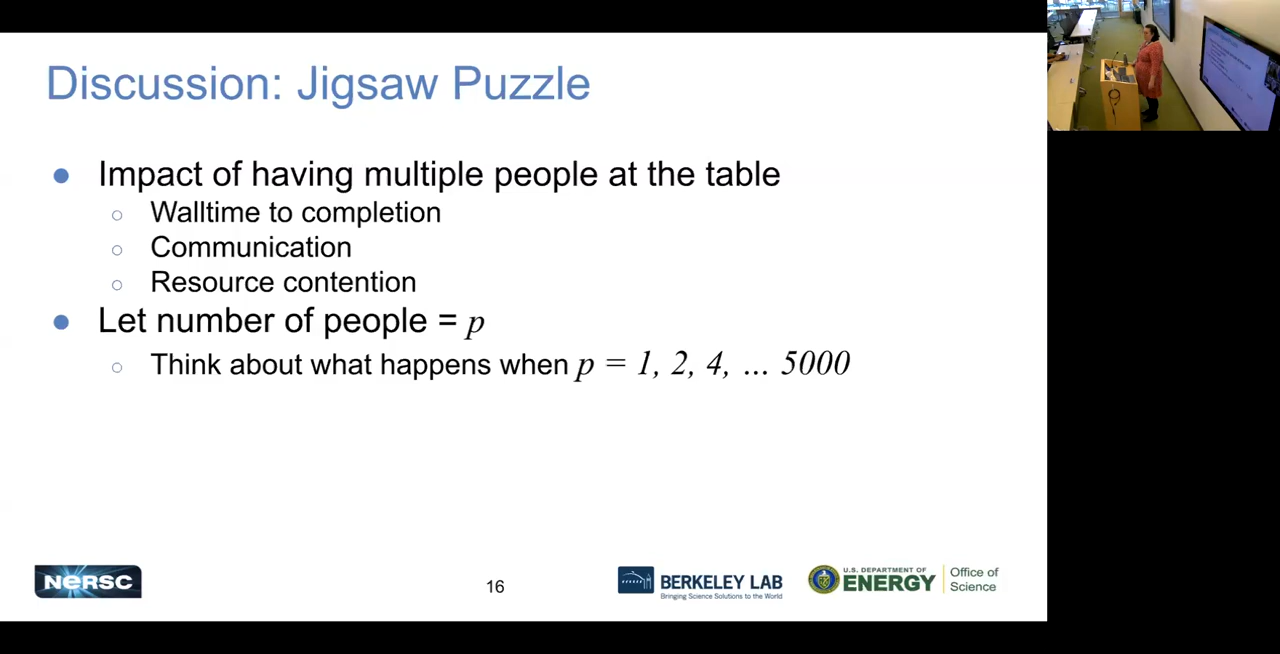 Discussion: Jigsaw Puzzle
● Impact of having multiple people at the table
○ Walltime to completion
○ Communication
○ Resource contention
● Let number of people = p
○ Think about what happens when p = 1, 2, 4, ... 5000
NERSC
16
BERKELEY LAB
Bringing Science Solutions to the World
U.S. DEPARTMENT OF
ENERGY
Office of
Science